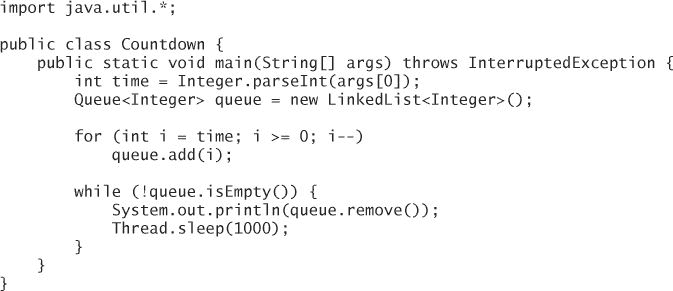 import java.util.*;

public class Countdown {
    public static void main(String[] args) throws InterruptedException {
        int time = Integer.parseInt(args[0]);
        Queue<Integer> queue = new LinkedList<Integer>();

        for (int i = time; i >= 0; i--)
            queue.add(i);

        while (!queue.isEmpty()) {
            System.out.println(queue.remove());
            Thread.sleep(1000);
        }
    }
}